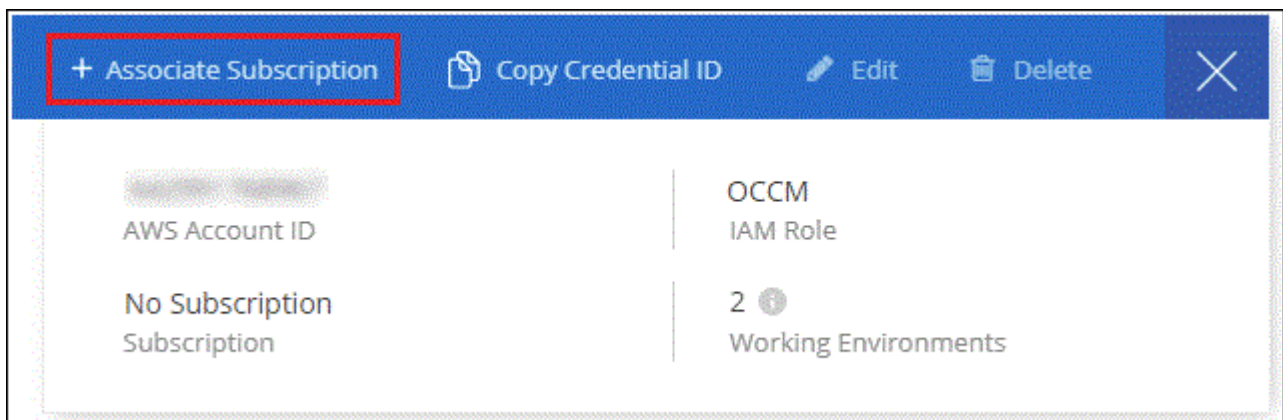 + Associate Subscription Copy Credential ID Edit Delete
OCCM
AWS Account ID IAM Role
No Subscription 2
Subscription Working Environments